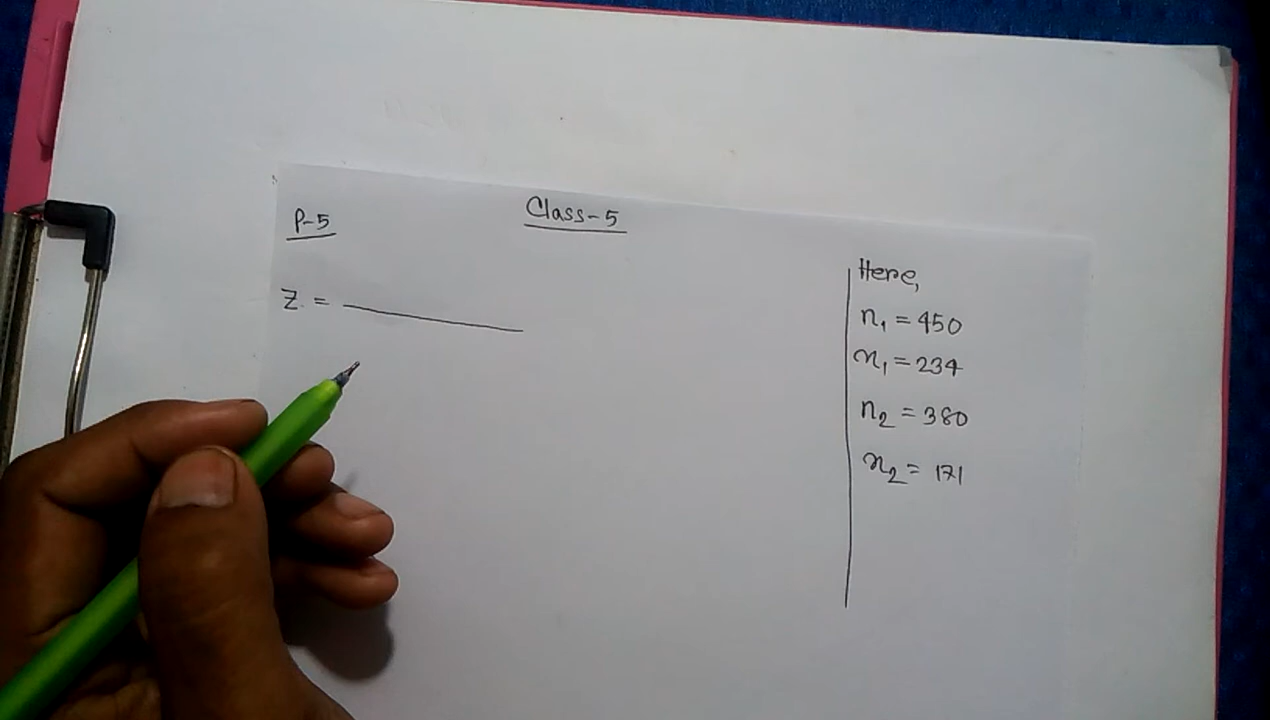 Class-5
P-5
Z =
Here,
n₁ = 450
x₁ = 234
n₂ = 380
x₂ = 171